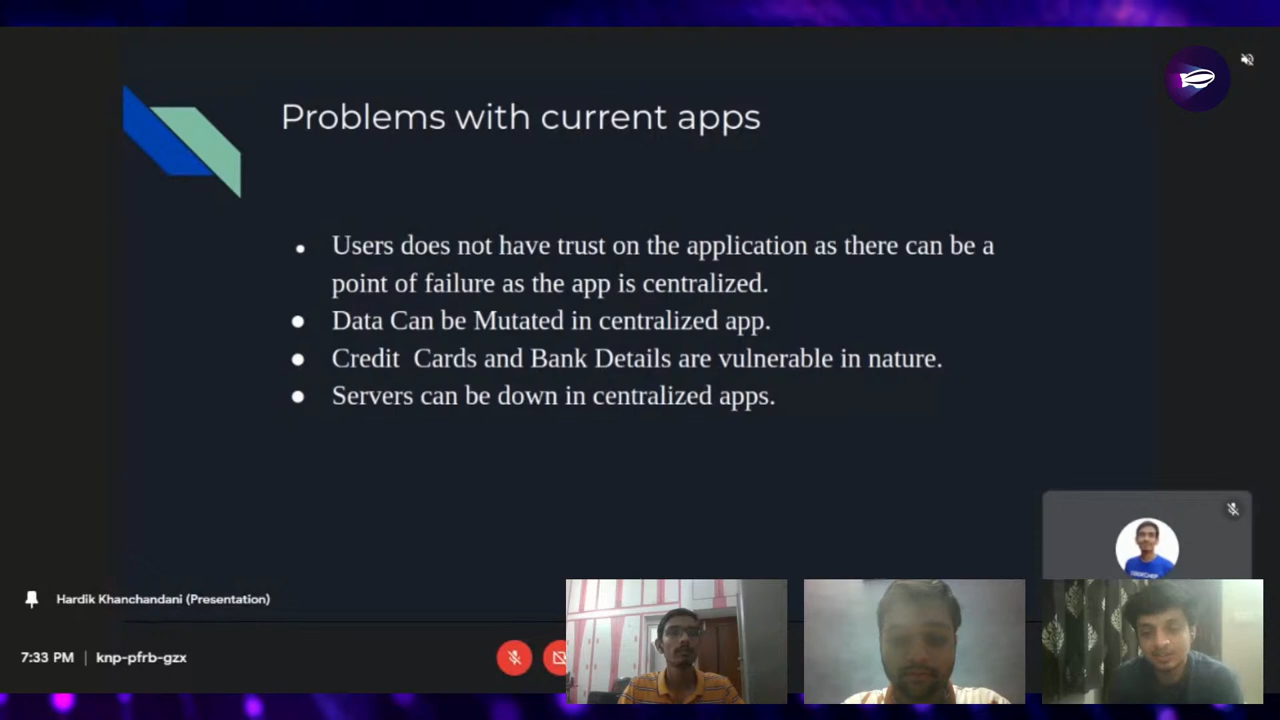 Problems with current apps
• Users does not have trust on the application as there can be a
point of failure as the app is centralized.
● Data Can be Mutated in centralized app.
● Credit  Cards and Bank Details are vulnerable in nature.
● Servers can be down in centralized apps.
Hardik Khanchandani (Presentation)
7:33 PM | knp-pfrb-gzx